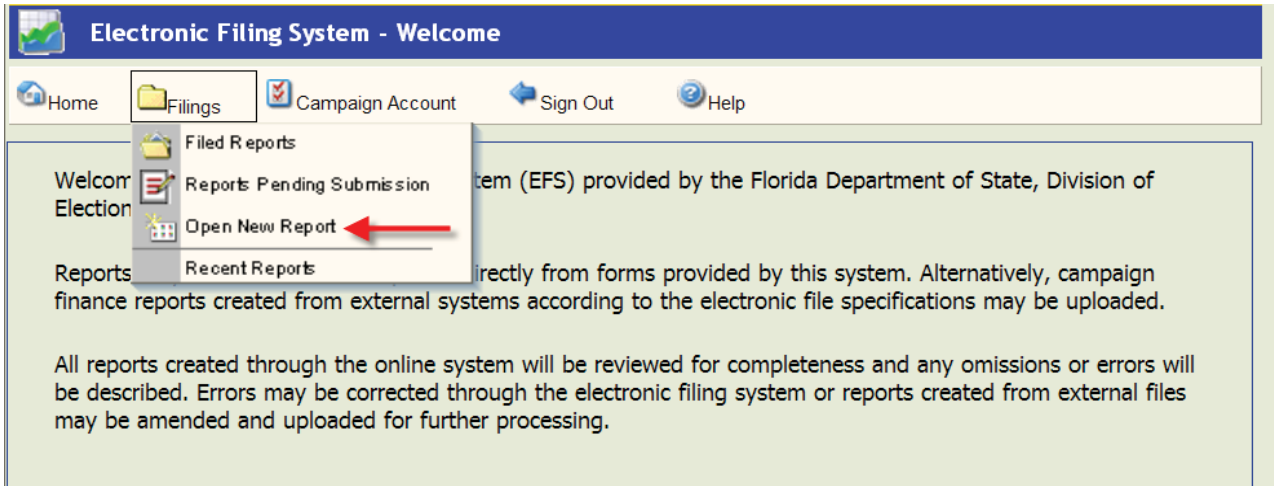 Electronic Filing System - Welcome
Home Filings Campaign Account Sign Out Help
Filed Reports
Reports Pending Submission
Open New Report
Recent Reports
(EFS) provided by the Florida Department of State, Division of
Reports directly from forms provided by this system. Alternatively, campaign
finance reports created from external systems according to the electronic file specifications may be uploaded.
All reports created through the online system will be reviewed for completeness and any omissions or errors will
be described. Errors may be corrected through the electronic filing system or reports created from external files
may be amended and uploaded for further processing.